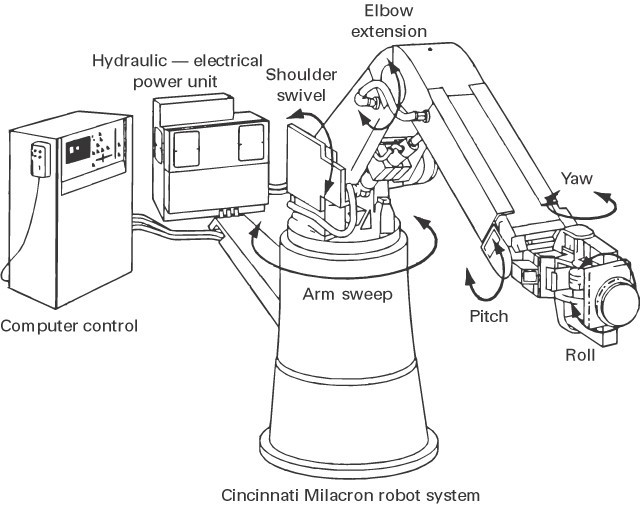 Elbow
extension
Hydraulic — electrical
power unit
Shoulder
swivel
Yaw
Arm sweep
Pitch
Computer control
Roll
Cincinnati Milacron robot system